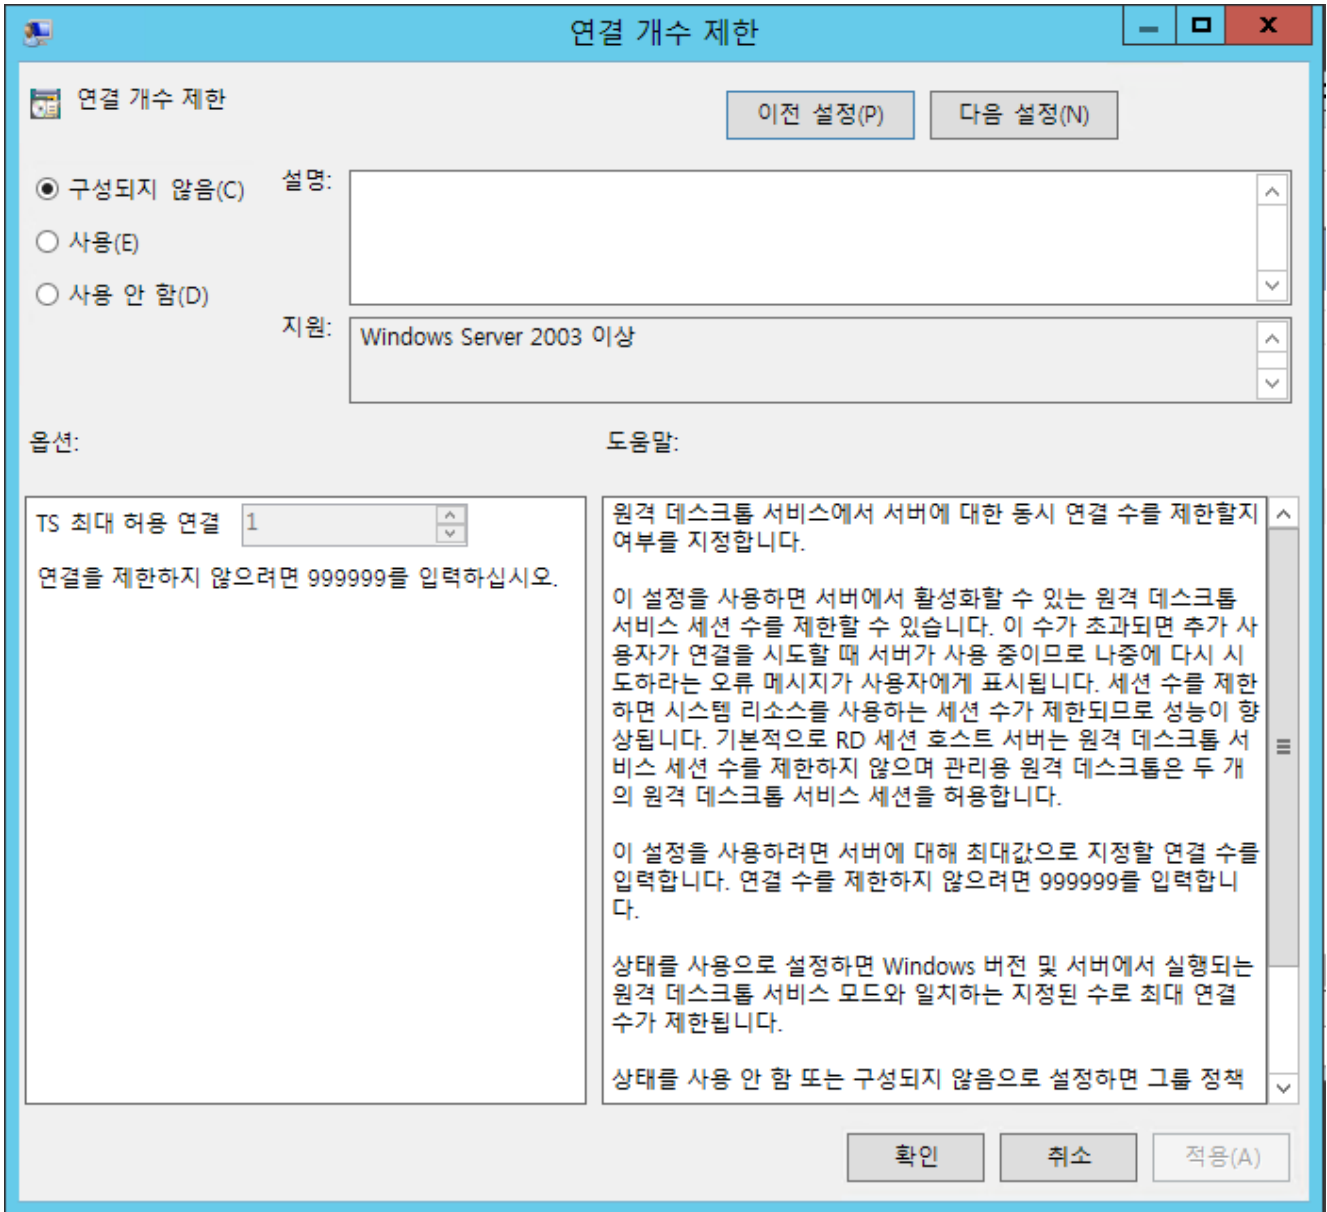 연결 개수 제한
연결 개수 제한
이전 설정(P)
다음 설정(N)
구성되지 않음(C)
사용(E)
사용 안 함(D)
설명:
지원:
Windows Server 2003 이상
옵션:
도움말:
TS 최대 허용 연결
1
연결을 제한하지 않으려면 999999를 입력하십시오.
원격 데스크톱 서비스에서 서버에 대한 동시 연결 수를 제한할지
여부를 지정합니다.
이 설정을 사용하면 서버에서 활성화할 수 있는 원격 데스크톱
서비스 세션 수를 제한할 수 있습니다. 이 수가 초과되면 추가 사
용자가 연결을 시도할 때 서버가 사용 중이므로 나중에 다시 시
도하라는 오류 메시지가 사용자에게 표시됩니다. 세션 수를 제한
하면 시스템 리소스를 사용하는 세션 수가 제한되므로 성능이 향
상됩니다. 기본적으로 RD 세션 호스트 서버는 원격 데스크톱 서
비스 세션 수를 제한하지 않으며 관리용 원격 데스크톱은 두 개
의 원격 데스크톱 서비스 세션을 허용합니다.
이 설정을 사용하려면 서버에 대해 최대값으로 지정할 연결 수를
입력합니다. 연결 수를 제한하지 않으려면 999999를 입력합니
다.
상태를 사용으로 설정하면 Windows 버전 및 서버에서 실행되는
원격 데스크톱 서비스 모드와 일치하는 지정된 수로 최대 연결
수가 제한됩니다.
상태를 사용 안 함 또는 구성되지 않음으로 설정하면 그룹 정책
확인
취소
적용(A)